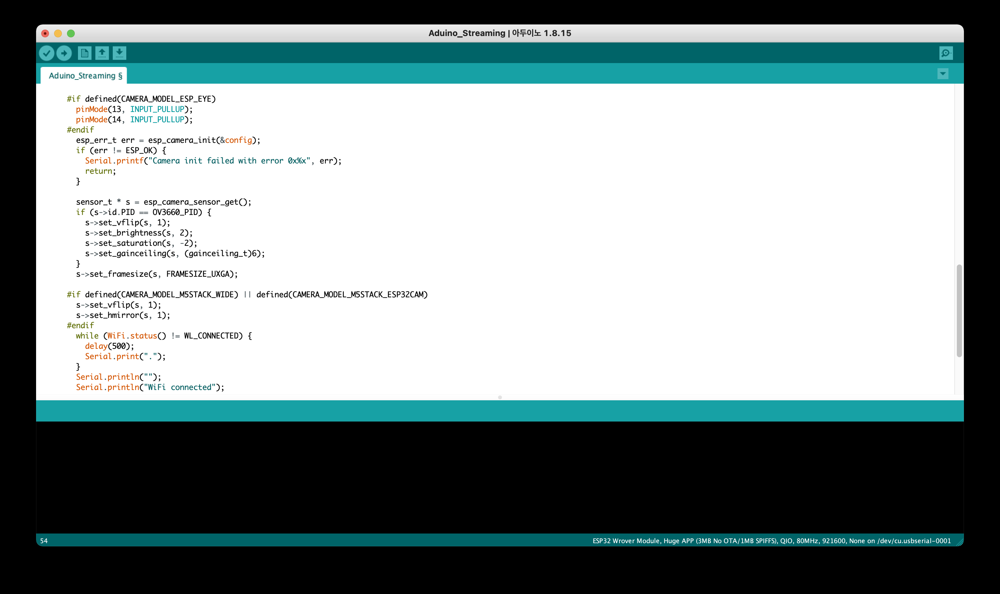 Aduino_Streaming | 아두이노 1.8.15
Aduino_Streaming §
#if defined(CAMERA_MODEL_ESP_EYE)
  pinMode(13, INPUT_PULLUP);
  pinMode(14, INPUT_PULLUP);
#endif
  esp_err_t err = esp_camera_init(&config);
  if (err != ESP_OK) {
    Serial.printf("Camera init failed with error 0x%x", err);
    return;
  }
  sensor_t * s = esp_camera_sensor_get();
  if (s->id.PID == OV3660_PID) {
    s->set_vflip(s, 1);
    s->set_brightness(s, 2);
    s->set_saturation(s, -2);
    s->set_gainceiling(s, (gainceiling_t)6);
  }
  s->set_framesize(s, FRAMESIZE_UXGA);
#if defined(CAMERA_MODEL_M5STACK_WIDE) || defined(CAMERA_MODEL_M5STACK_ESP32CAM)
  s->set_vflip(s, 1);
  s->set_hmirror(s, 1);
#endif
  while (WiFi.status() != WL_CONNECTED) {
    delay(500);
    Serial.print(".");
  }
  Serial.println("");
  Serial.println("WiFi connected");
54
ESP32 Wrover Module, Huge APP (3MB No OTA/1MB SPIFFS), QIO, 80MHz, 921600, None on /dev/cu.usbserial-0001